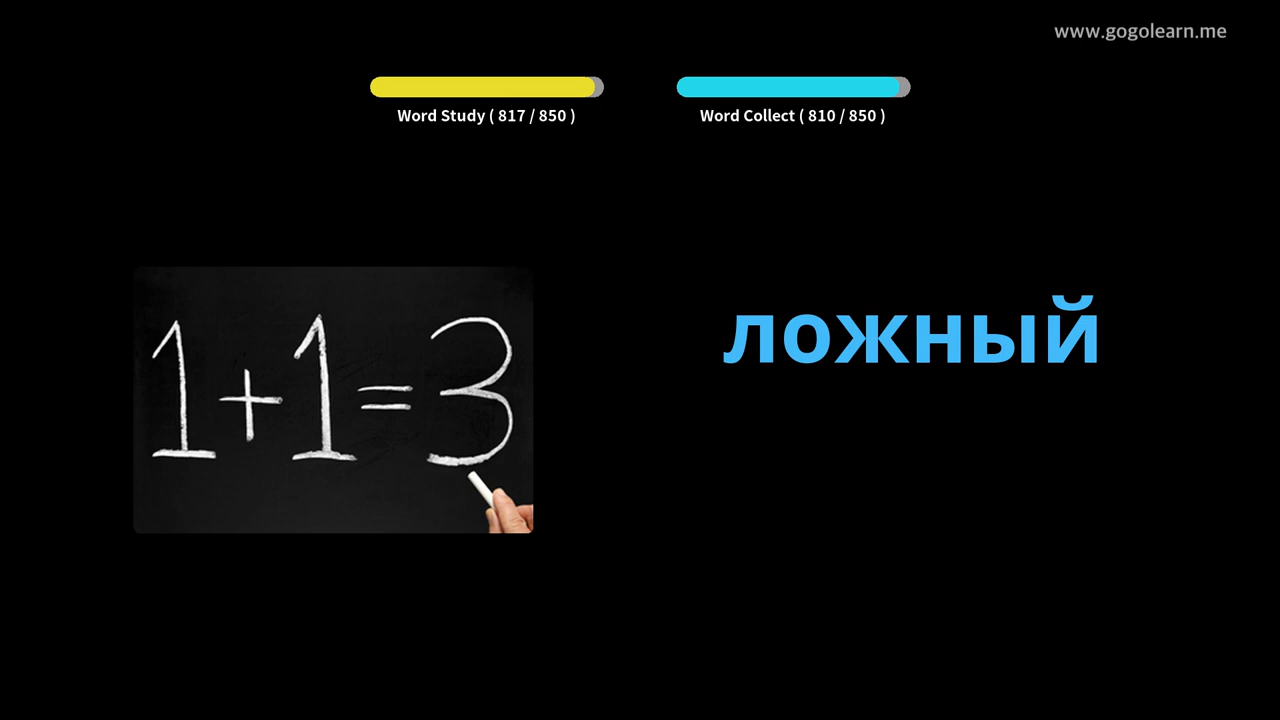 www.gogolearn.me
Word Study ( 817 / 850 )
Word Collect ( 810 / 850 )
ложный
1+1=3